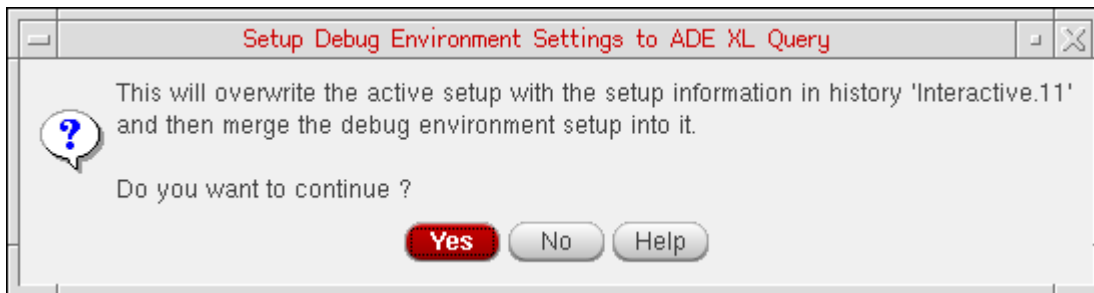 Setup Debug Environment Settings to ADE XL Query
This will overwrite the active setup with the setup information in history 'Interactive.11'
and then merge the debug environment setup into it.
Do you want to continue ?
Yes No Help